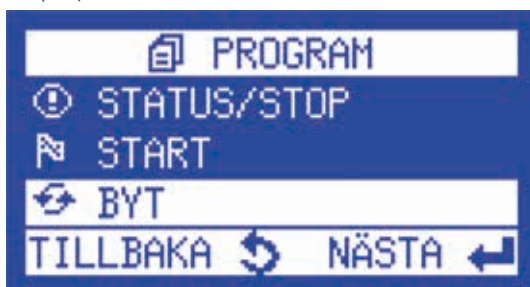 PROGRAM
STATUS/STOP
START
BYT
TILLBAKA NÄSTA